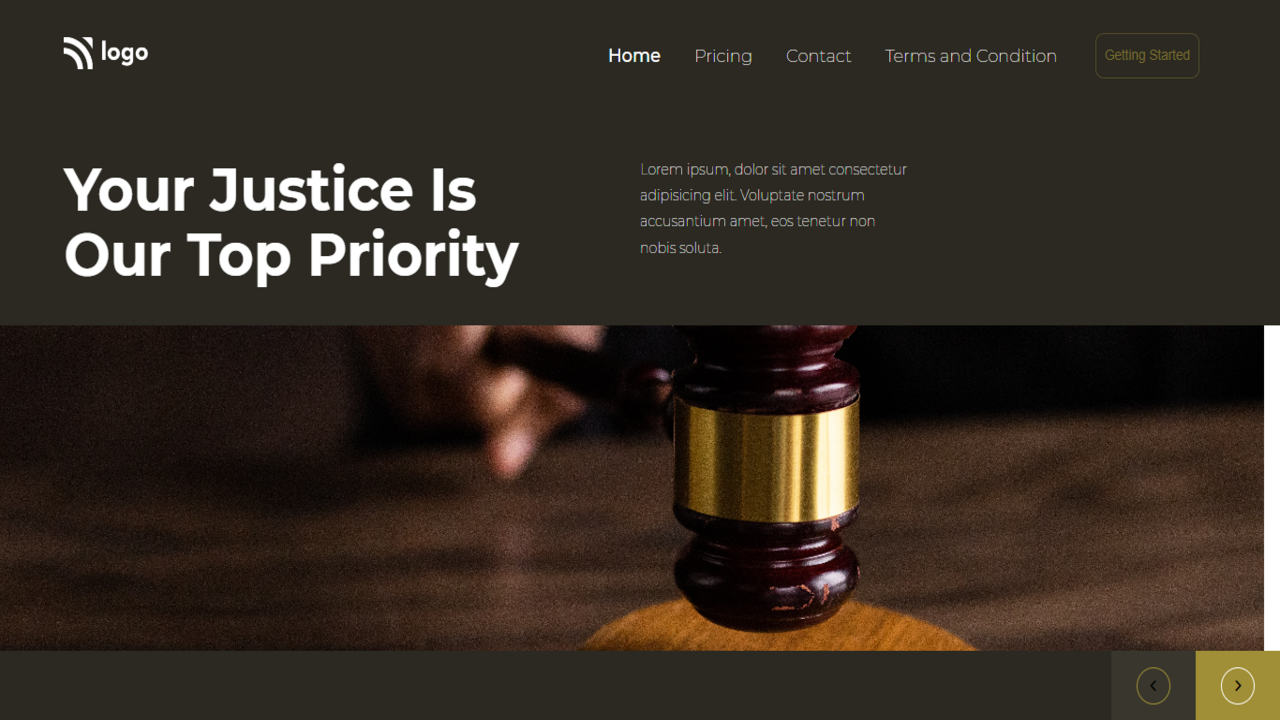 logo
Home Pricing Contact Terms and Condition Getting Started
Your Justice Is
Our Top Priority
Lorem ipsum, dolor sit amet consectetur
adipisicing elit. Voluptate nostrum
accusantium amet, eos tenetur non
nobis soluta.